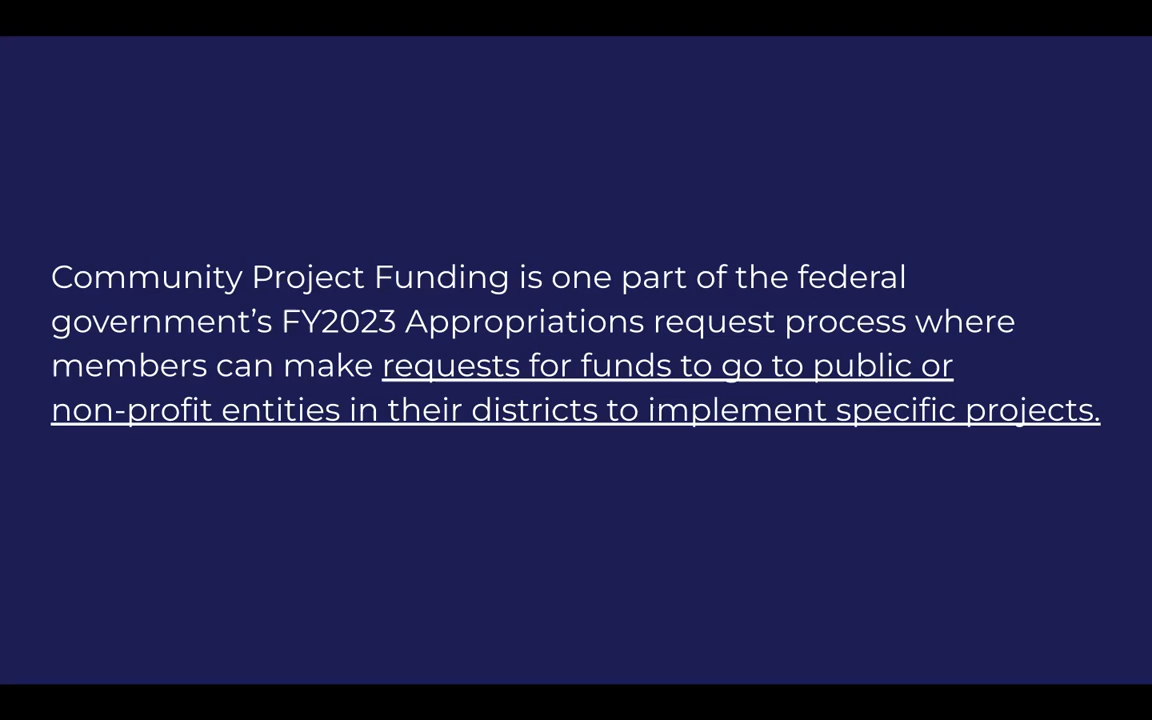 Community Project Funding is one part of the federal
government’s FY2023 Appropriations request process where
members can make requests for funds to go to public or
non-profit entities in their districts to implement specific projects.